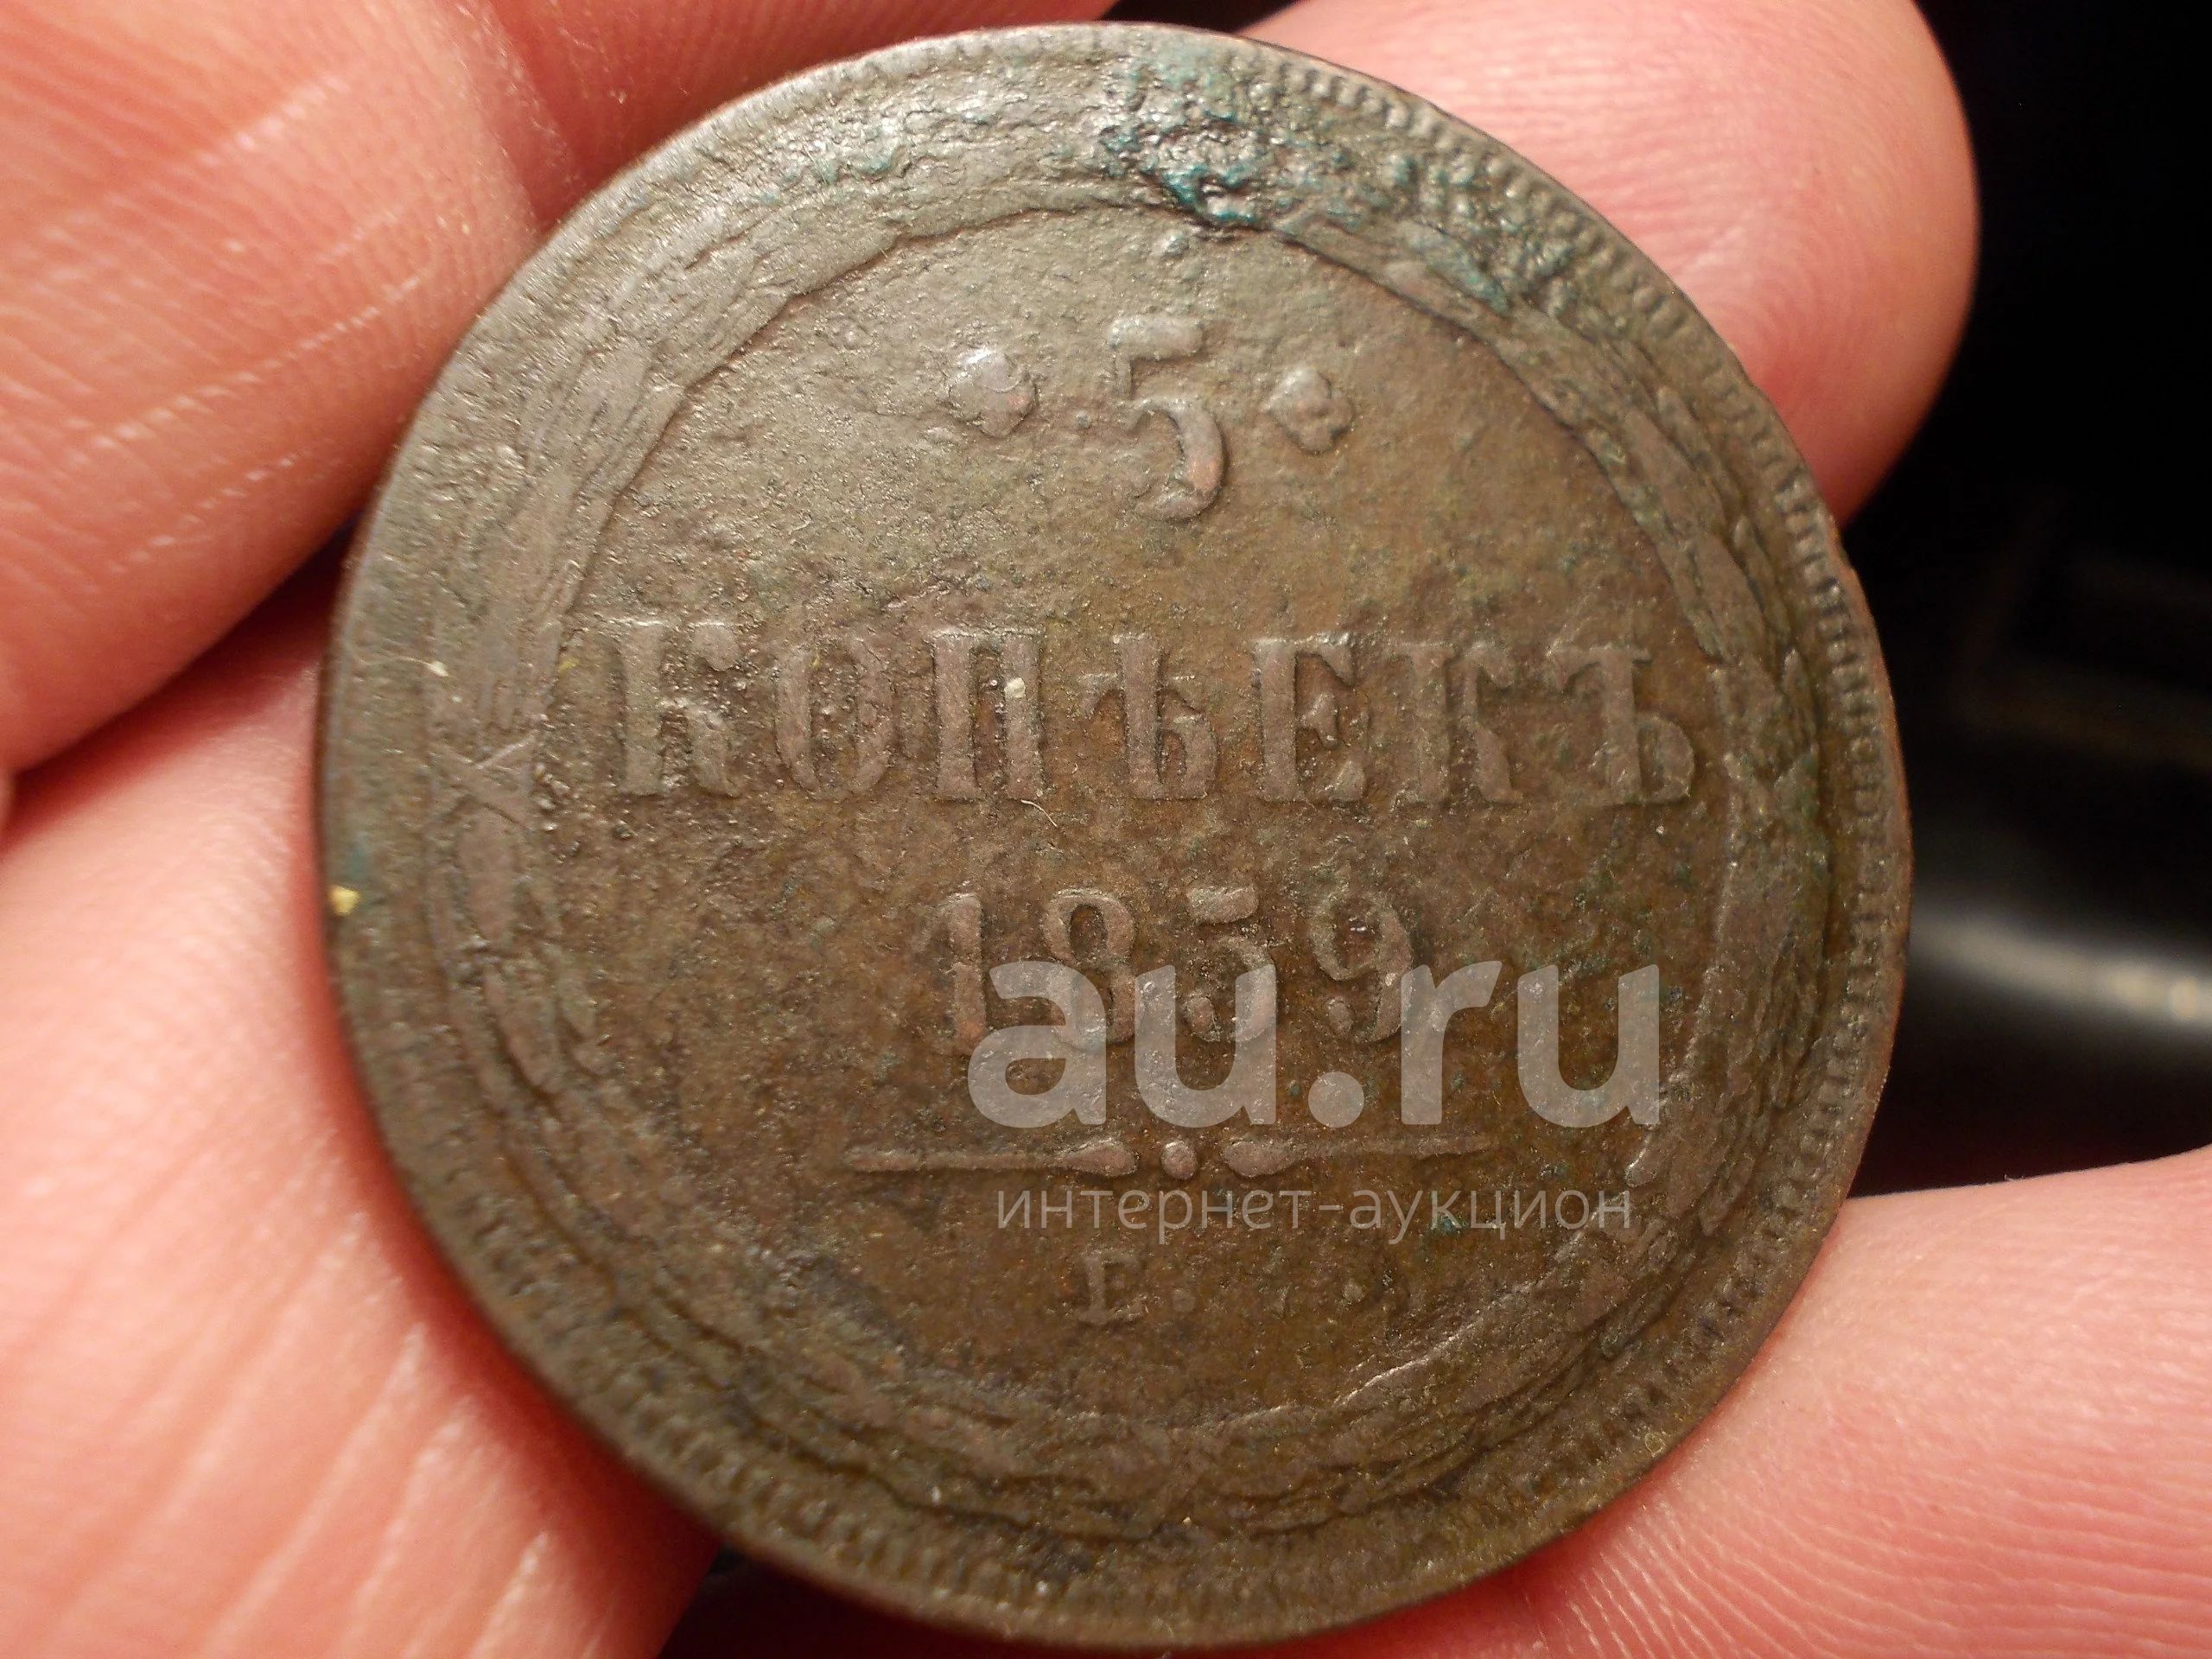 5
КОПѢЕКЪ
1859
au.ru
интернет-аукцион
Е.